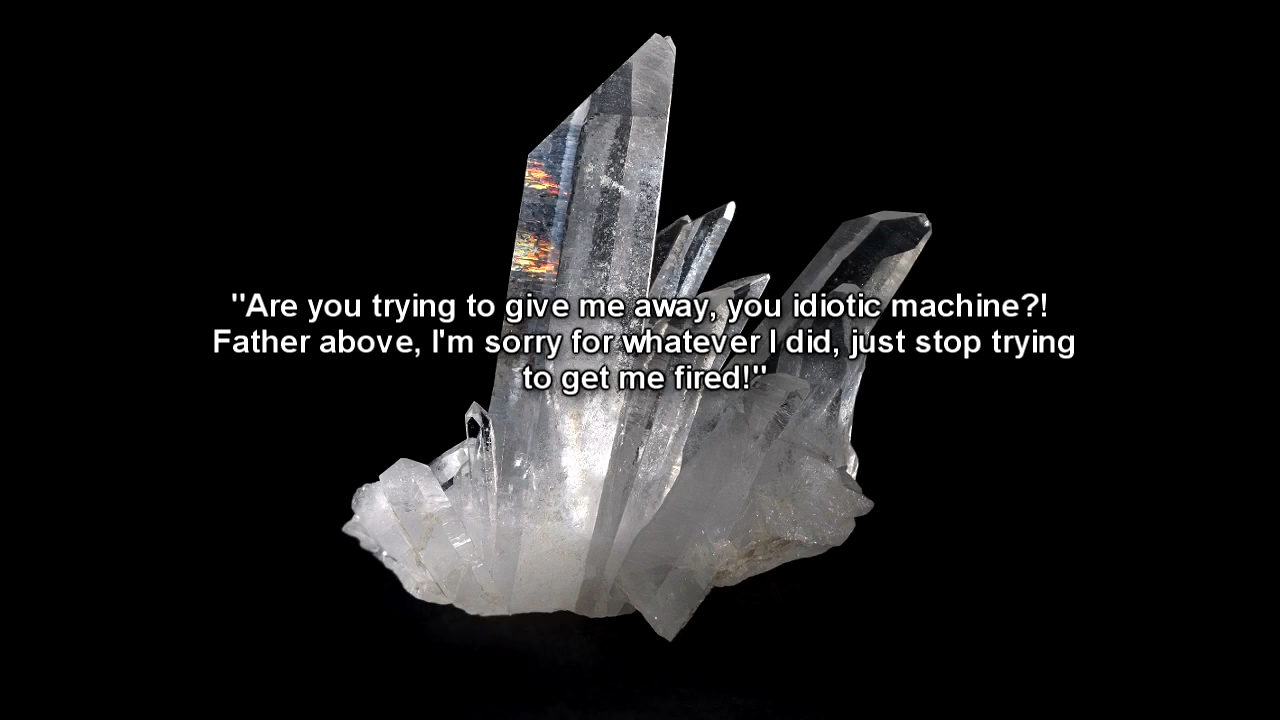 "Are you trying to give me away, you idiotic machine?!
Father above, I'm sorry for whatever I did, just stop trying
to get me fired!"